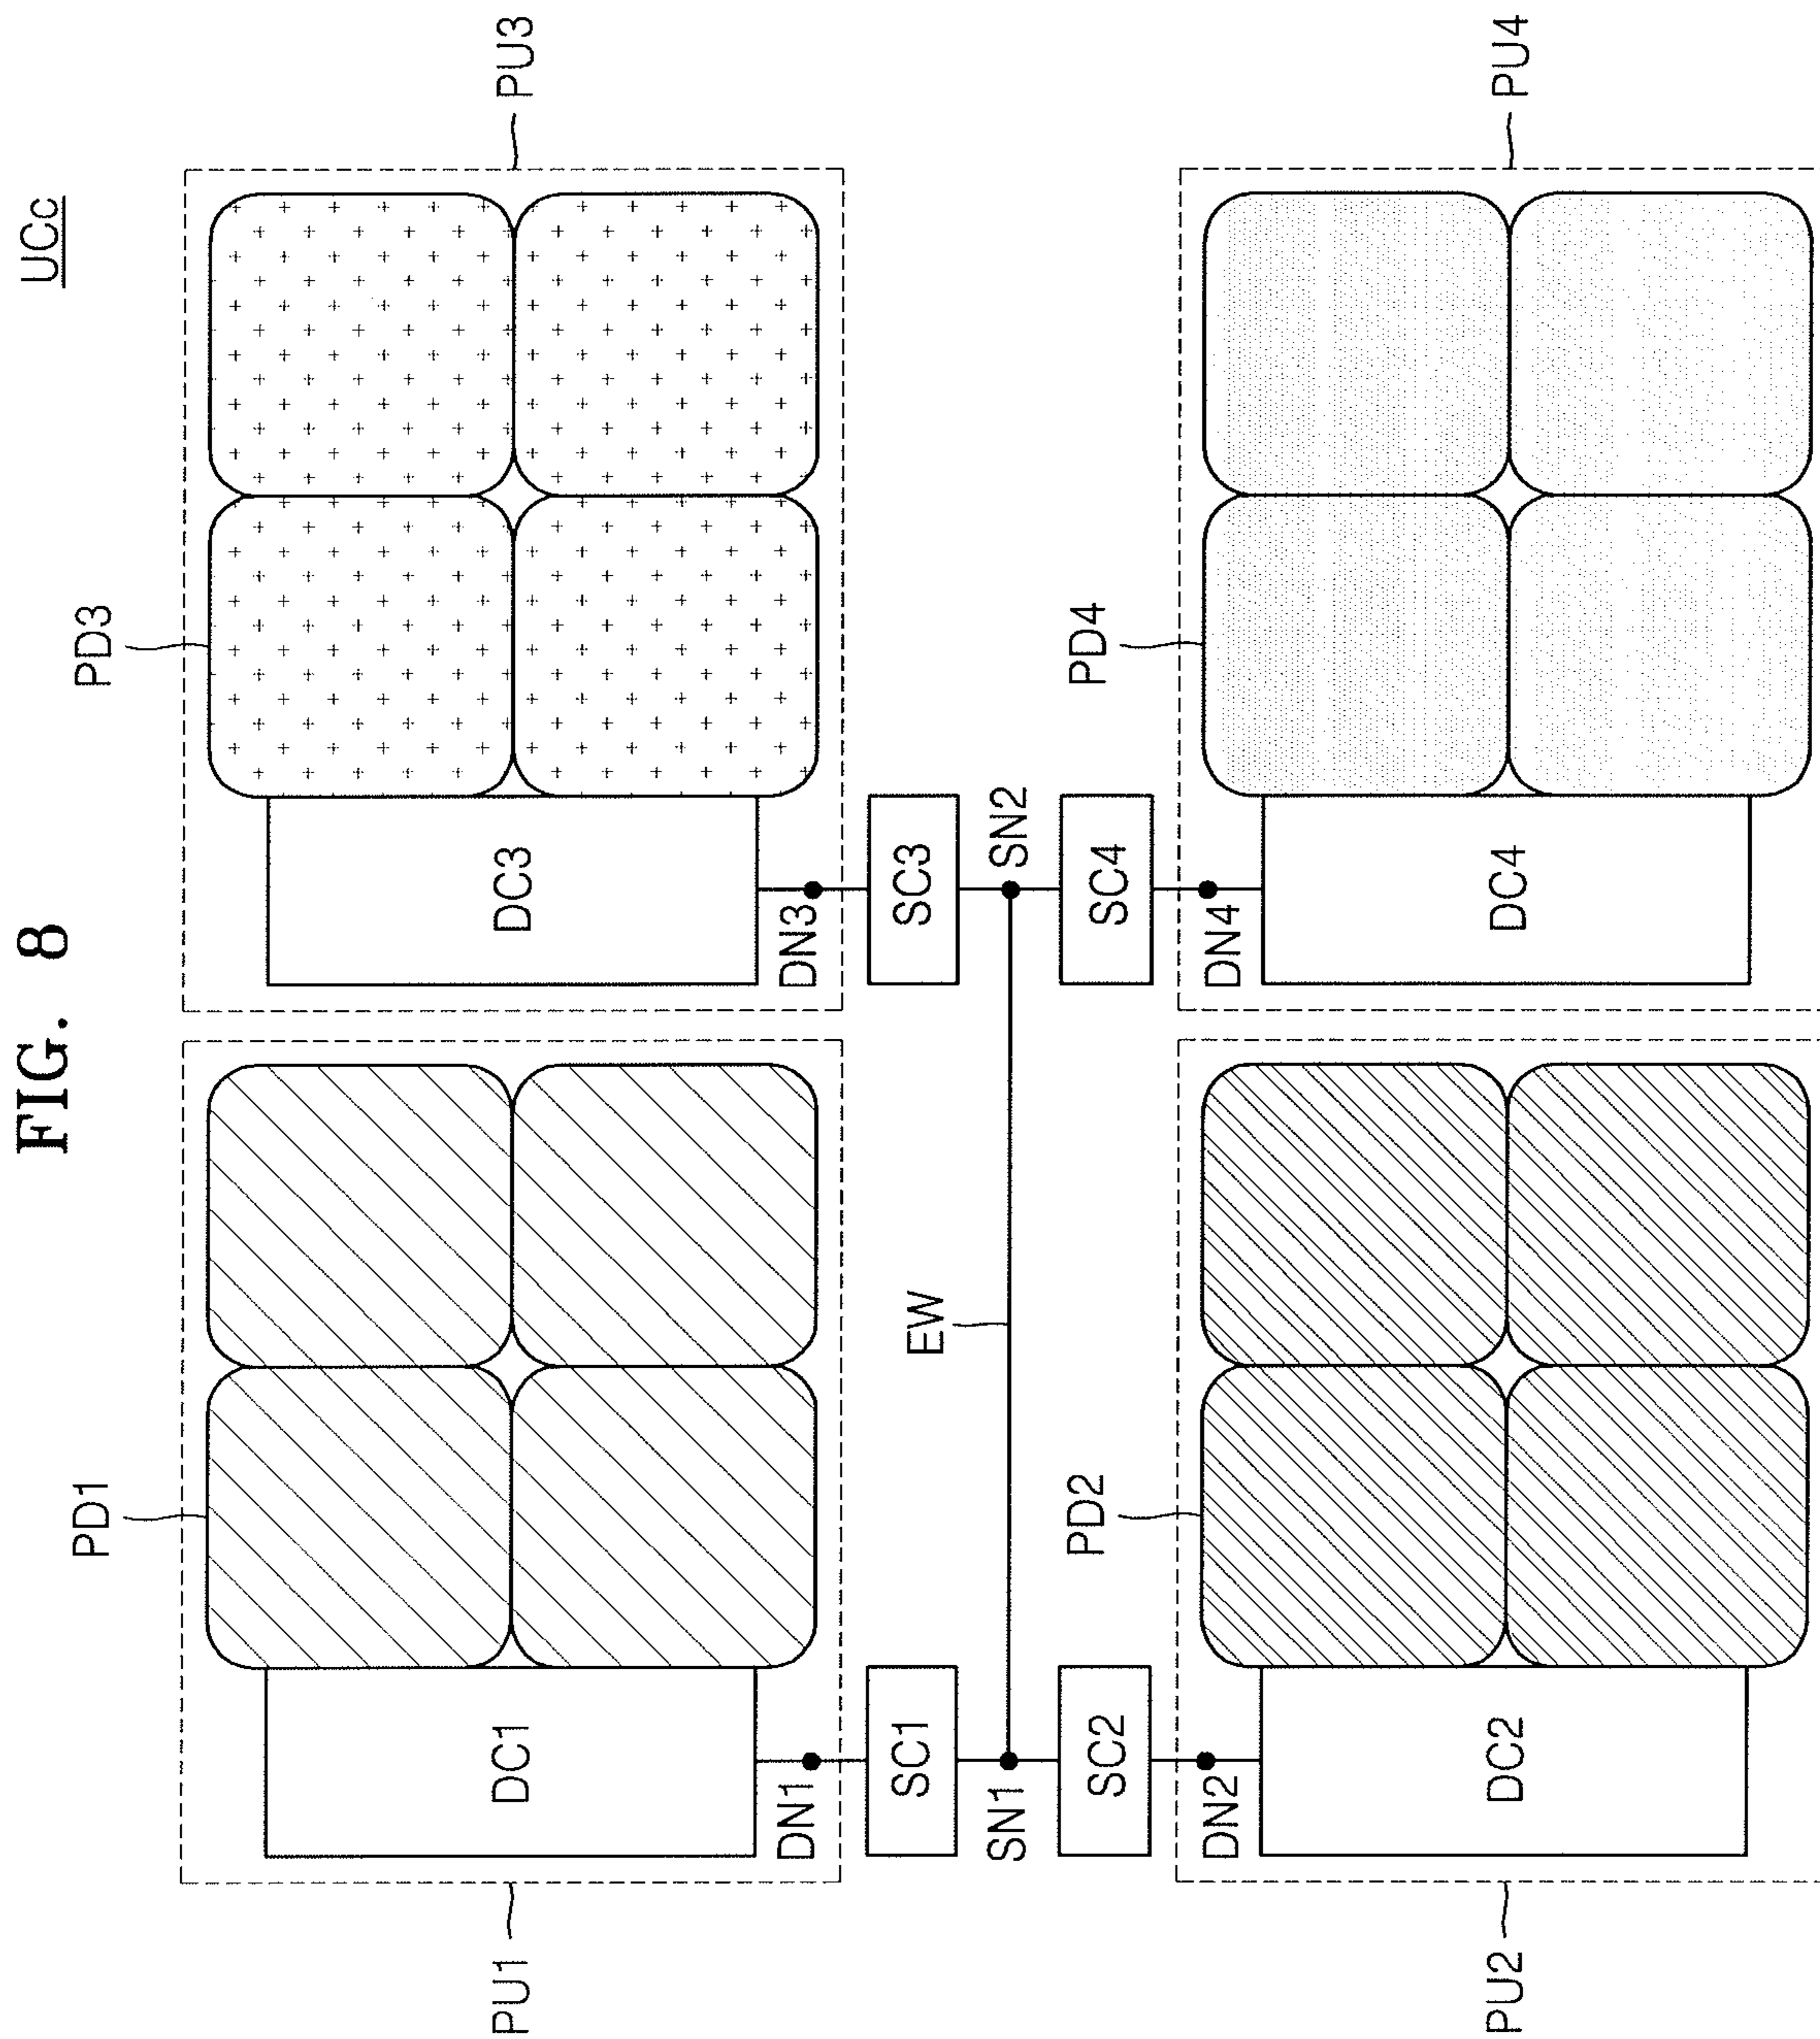 FIG. 8
UCc
PD1
PD3
PU1
DC1
DC3
PU3
DN1
DN3
SC1
EW
SC3
SN1
SN2
SC2
PD2
SC4
PD4
DN2
DN4
PU2
DC2
DC4
PU4